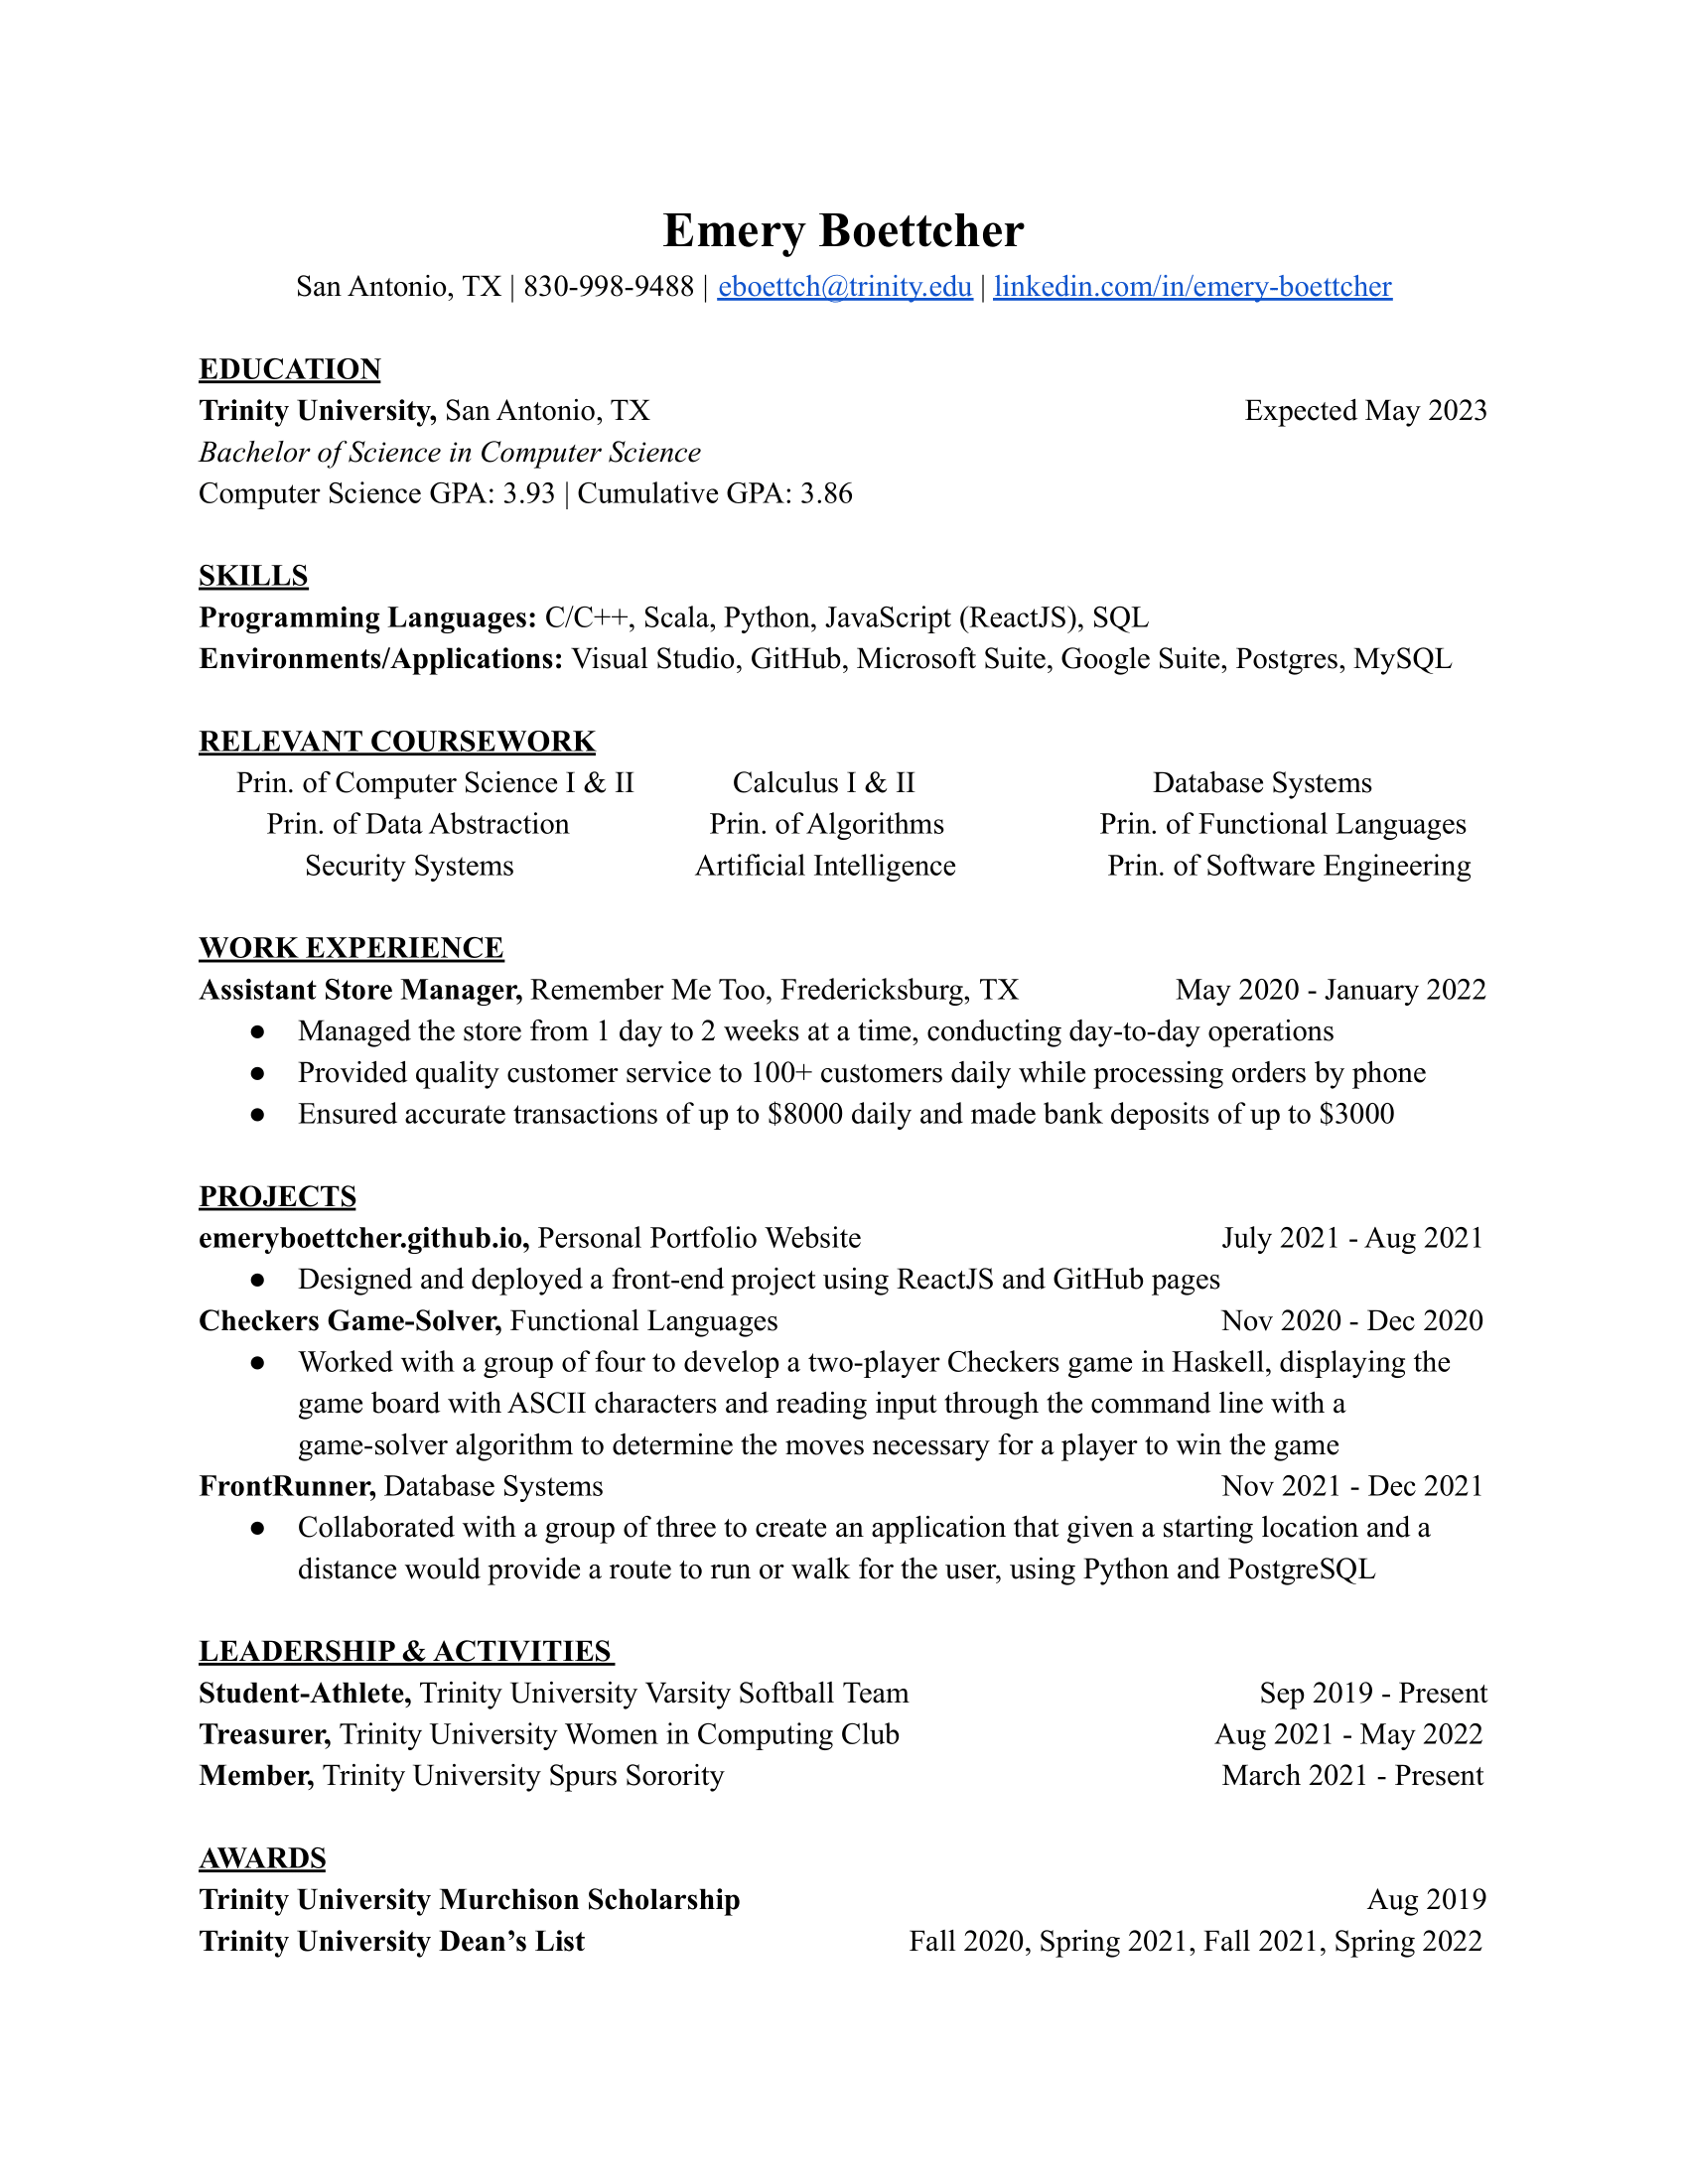 Emery Boettcher
San Antonio, TX | 830-998-9488 | eboettch@trinity.edu | linkedin.com/in/emery-boettcher
EDUCATION
Trinity University, San Antonio, TX Expected May 2023
Bachelor of Science in Computer Science
Computer Science GPA: 3.93 | Cumulative GPA: 3.86
SKILLS
Programming Languages: C/C++, Scala, Python, JavaScript (ReactJS), SQL
Environments/Applications: Visual Studio, GitHub, Microsoft Suite, Google Suite, Postgres, MySQL
RELEVANT COURSEWORK
Prin. of Computer Science I & II Calculus I & II Database Systems
Prin. of Data Abstraction Prin. of Algorithms Prin. of Functional Languages
Security Systems Artificial Intelligence Prin. of Software Engineering
WORK EXPERIENCE
Assistant Store Manager, Remember Me Too, Fredericksburg, TX May 2020 - January 2022
● Managed the store from 1 day to 2 weeks at a time, conducting day-to-day operations
● Provided quality customer service to 100+ customers daily while processing orders by phone
● Ensured accurate transactions of up to $8000 daily and made bank deposits of up to $3000
PROJECTS
emeryboettcher.github.io, Personal Portfolio Website July 2021 - Aug 2021
● Designed and deployed a front-end project using ReactJS and GitHub pages
Checkers Game-Solver, Functional Languages Nov 2020 - Dec 2020
● Worked with a group of four to develop a two-player Checkers game in Haskell, displaying the
game board with ASCII characters and reading input through the command line with a
game-solver algorithm to determine the moves necessary for a player to win the game
FrontRunner, Database Systems Nov 2021 - Dec 2021
● Collaborated with a group of three to create an application that given a starting location and a
distance would provide a route to run or walk for the user, using Python and PostgreSQL
LEADERSHIP & ACTIVITIES
Student-Athlete, Trinity University Varsity Softball Team Sep 2019 - Present
Treasurer, Trinity University Women in Computing Club Aug 2021 - May 2022
Member, Trinity University Spurs Sorority March 2021 - Present
AWARDS
Trinity University Murchison Scholarship Aug 2019
Trinity University Dean’s List Fall 2020, Spring 2021, Fall 2021, Spring 2022